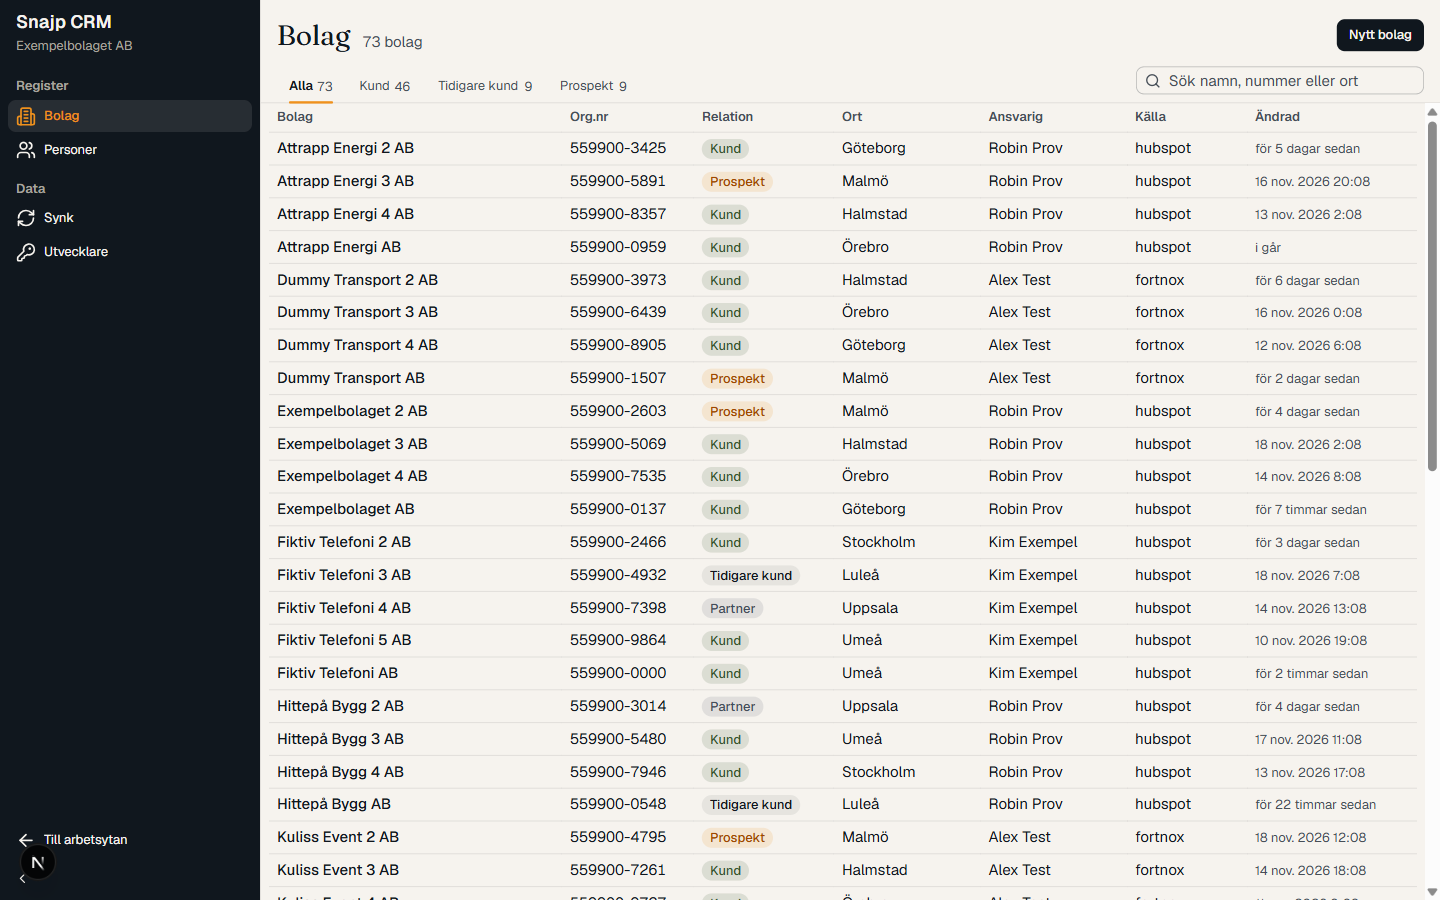 Snajp CRM
Exempelbolaget AB
Register
Bolag
Personer
Data
Synk
Utvecklare
Till arbetsytan
N
Bolag 73 bolag
Nytt bolag
Alla 73 Kund 46 Tidigare kund 9 Prospekt 9
Sök namn, nummer eller ort
Bolag Org.nr Relation Ort Ansvarig Källa Ändrad
Attrapp Energi 2 AB 559900-3425 Kund Göteborg Robin Prov hubspot för 5 dagar sedan
Attrapp Energi 3 AB 559900-5891 Prospekt Malmö Robin Prov hubspot 16 nov. 2026 20:08
Attrapp Energi 4 AB 559900-8357 Kund Halmstad Robin Prov hubspot 13 nov. 2026 2:08
Attrapp Energi AB 559900-0959 Kund Örebro Robin Prov hubspot i går
Dummy Transport 2 AB 559900-3973 Kund Halmstad Alex Test fortnox för 6 dagar sedan
Dummy Transport 3 AB 559900-6439 Kund Örebro Alex Test fortnox 16 nov. 2026 0:08
Dummy Transport 4 AB 559900-8905 Kund Göteborg Alex Test fortnox 12 nov. 2026 6:08
Dummy Transport AB 559900-1507 Prospekt Malmö Alex Test fortnox för 2 dagar sedan
Exempelbolaget 2 AB 559900-2603 Prospekt Malmö Robin Prov hubspot för 4 dagar sedan
Exempelbolaget 3 AB 559900-5069 Kund Halmstad Robin Prov hubspot 18 nov. 2026 2:08
Exempelbolaget 4 AB 559900-7535 Kund Örebro Robin Prov hubspot 14 nov. 2026 8:08
Exempelbolaget AB 559900-0137 Kund Göteborg Robin Prov hubspot för 7 timmar sedan
Fiktiv Telefoni 2 AB 559900-2466 Kund Stockholm Kim Exempel hubspot för 3 dagar sedan
Fiktiv Telefoni 3 AB 559900-4932 Tidigare kund Luleå Kim Exempel hubspot 18 nov. 2026 7:08
Fiktiv Telefoni 4 AB 559900-7398 Partner Uppsala Kim Exempel hubspot 14 nov. 2026 13:08
Fiktiv Telefoni 5 AB 559900-9864 Kund Umeå Kim Exempel hubspot 10 nov. 2026 19:08
Fiktiv Telefoni AB 559900-0000 Kund Umeå Kim Exempel hubspot för 2 timmar sedan
Hittepå Bygg 2 AB 559900-3014 Partner Uppsala Robin Prov hubspot för 4 dagar sedan
Hittepå Bygg 3 AB 559900-5480 Kund Umeå Robin Prov hubspot 17 nov. 2026 11:08
Hittepå Bygg 4 AB 559900-7946 Kund Stockholm Robin Prov hubspot 13 nov. 2026 17:08
Hittepå Bygg AB 559900-0548 Tidigare kund Luleå Robin Prov hubspot för 22 timmar sedan
Kuliss Event 2 AB 559900-4795 Prospekt Malmö Alex Test fortnox 18 nov. 2026 12:08
Kuliss Event 3 AB 559900-7261 Kund Halmstad Alex Test fortnox 14 nov. 2026 18:08